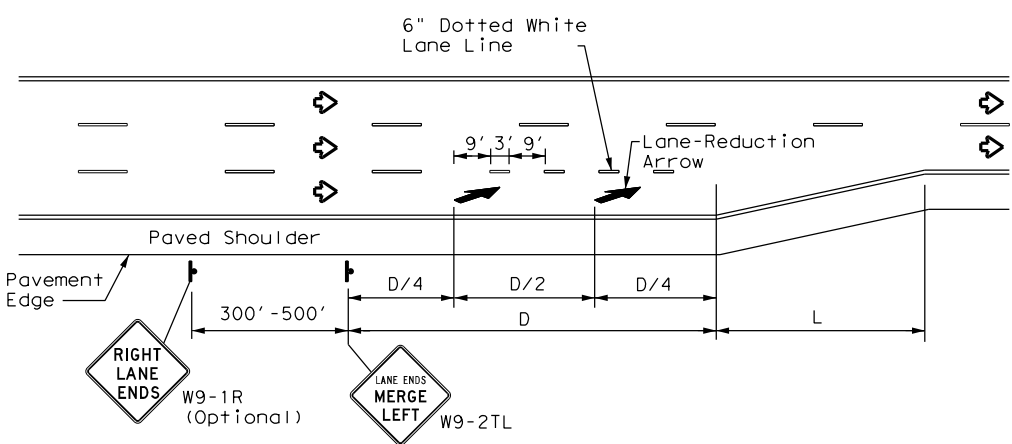 6" Dotted White
Lane Line
9' 3' 9'
Lane-Reduction
Arrow
Paved Shoulder
Pavement
Edge
D/4 D/2 D/4
300'-500'
D
L
RIGHT
LANE
ENDS
W9-1R
(Optional)
LANE ENDS
MERGE
LEFT
W9-2TL